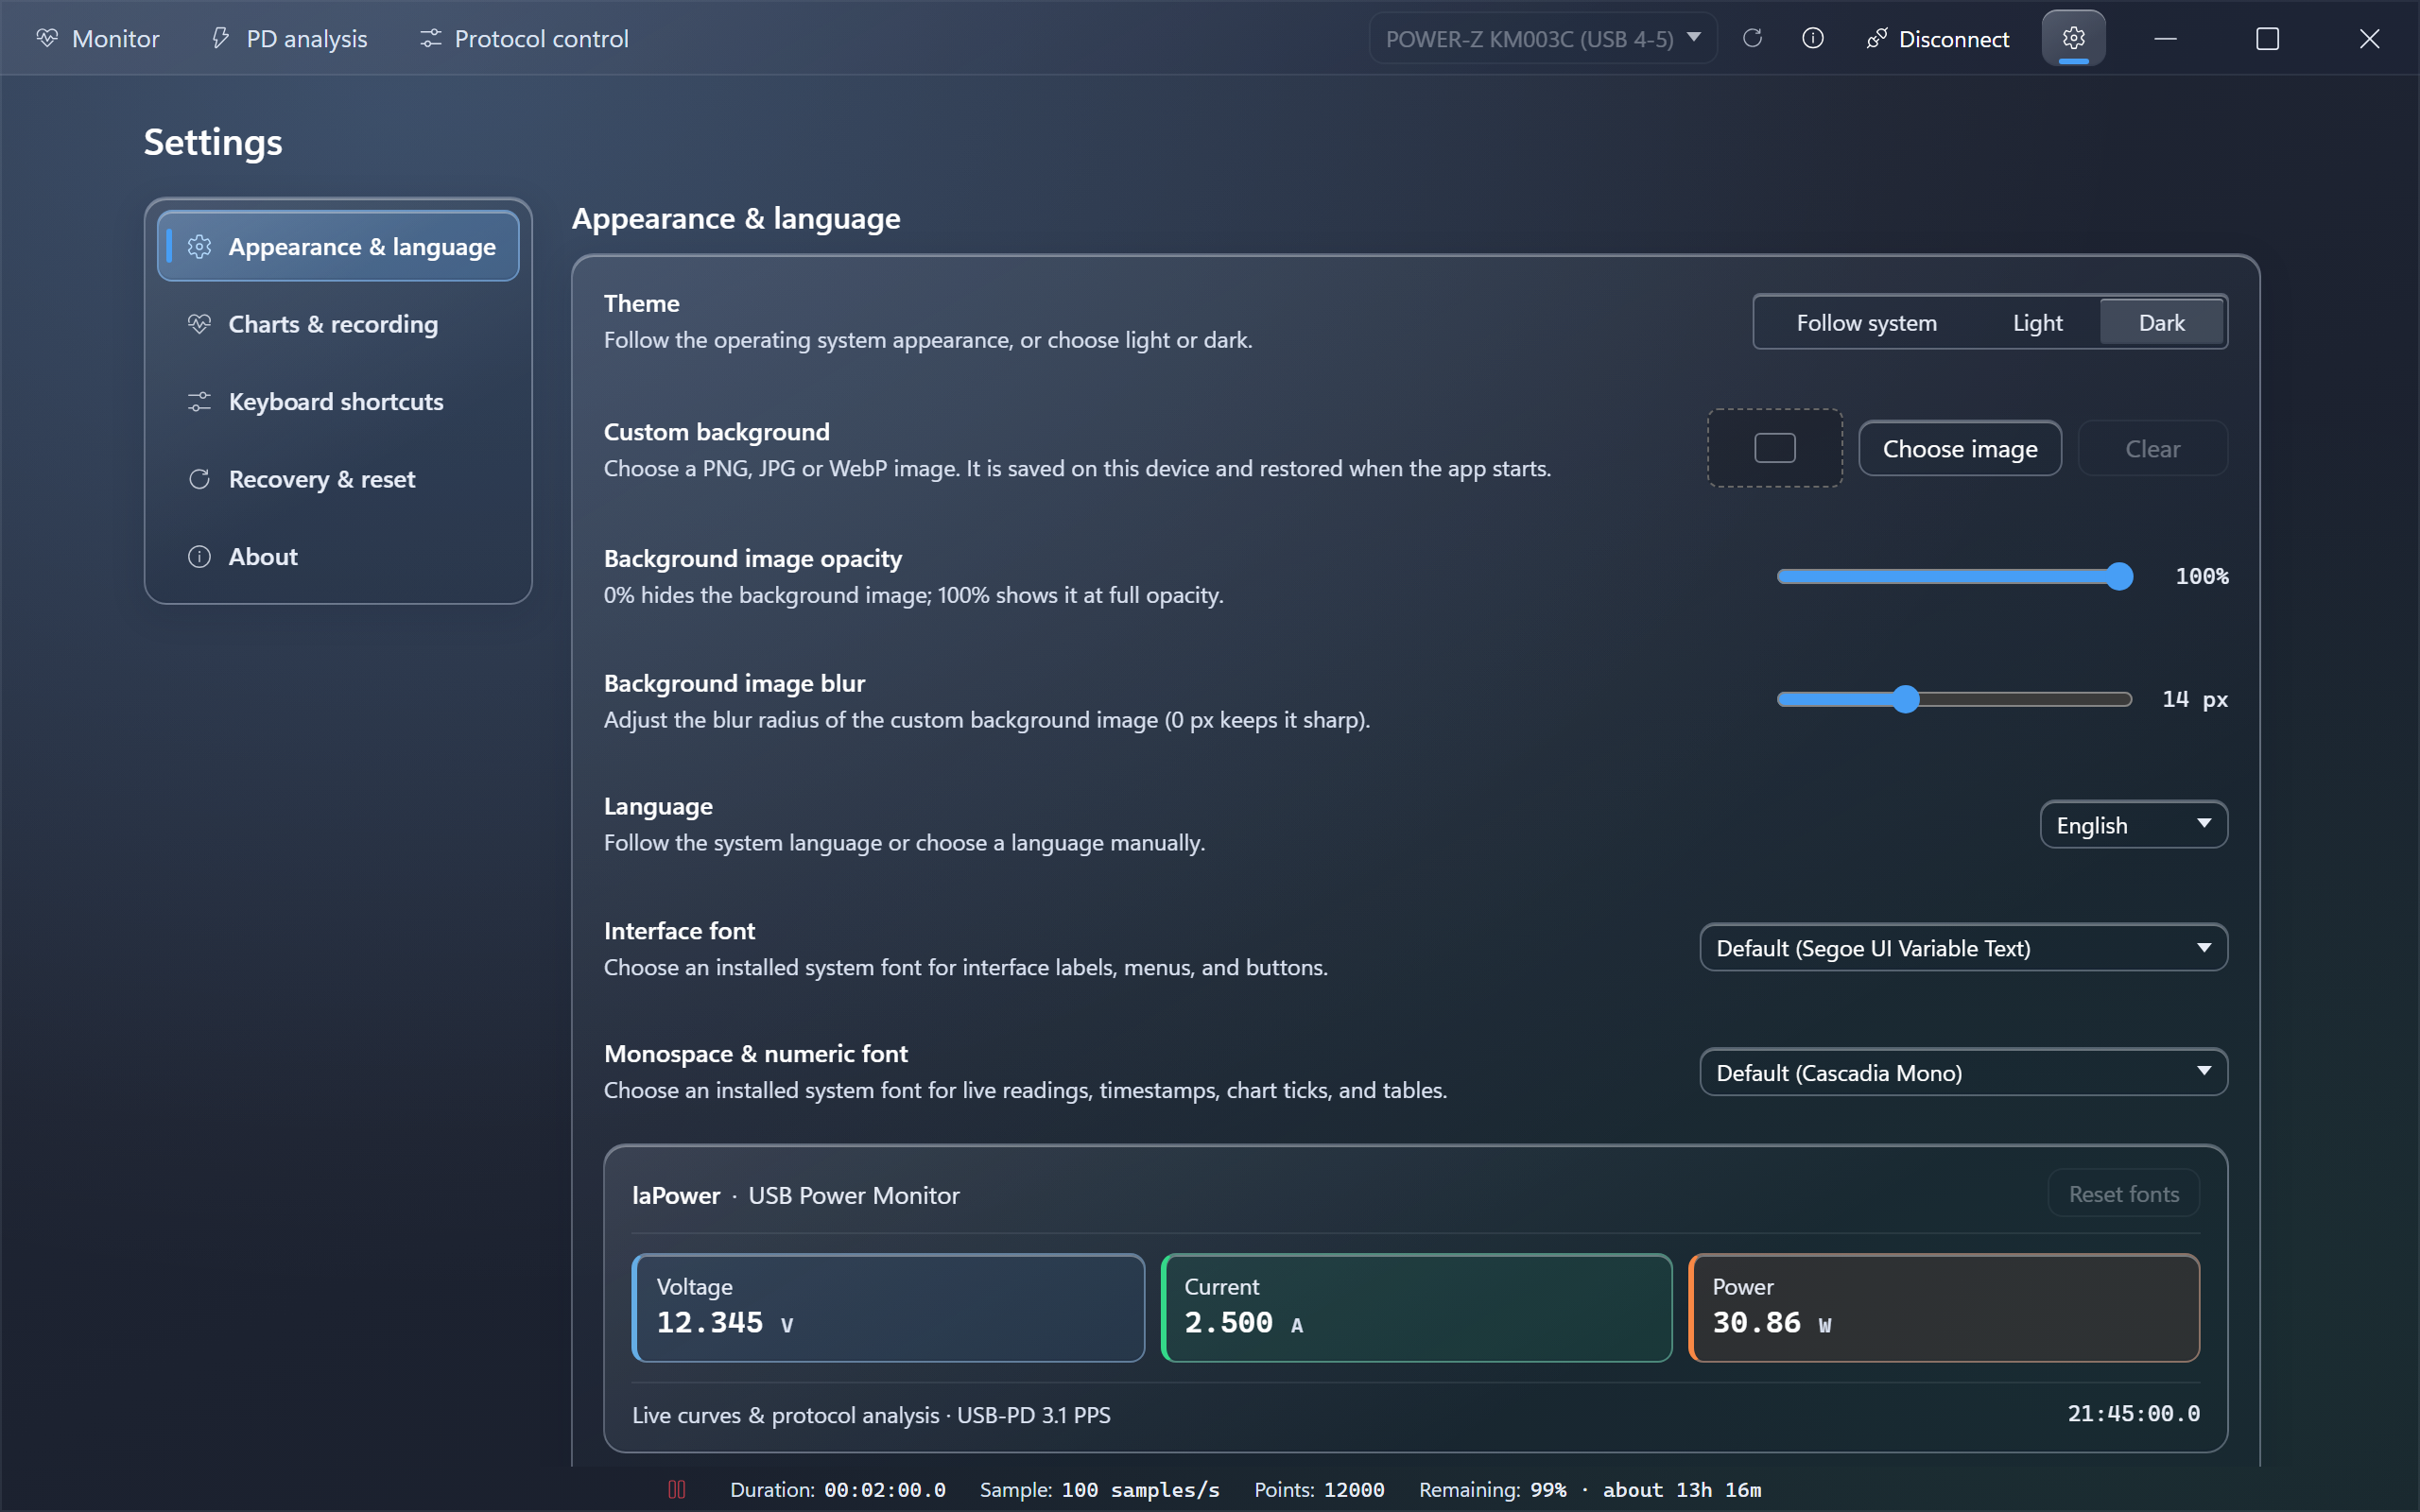 Monitor
PD analysis
Protocol control
POWER-Z KM003C (USB 4-5)
Disconnect
Settings
Appearance & language
Charts & recording
Keyboard shortcuts
Recovery & reset
About
Appearance & language
Theme
Follow the operating system appearance, or choose light or dark.
Follow system
Light
Dark
Custom background
Choose a PNG, JPG or WebP image. It is saved on this device and restored when the app starts.
Choose image
Clear
Background image opacity
0% hides the background image; 100% shows it at full opacity.
100%
Background image blur
Adjust the blur radius of the custom background image (0 px keeps it sharp).
14 px
Language
Follow the system language or choose a language manually.
English
Interface font
Choose an installed system font for interface labels, menus, and buttons.
Default (Segoe UI Variable Text)
Monospace & numeric font
Choose an installed system font for live readings, timestamps, chart ticks, and tables.
Default (Cascadia Mono)
laPower · USB Power Monitor
Reset fonts
Voltage
12.345 V
Current
2.500 A
Power
30.86 W
Live curves & protocol analysis · USB-PD 3.1 PPS
21:45:00.0
Duration: 00:02:00.0 Sample: 100 samples/s Points: 12000 Remaining: 99% · about 13h 16m